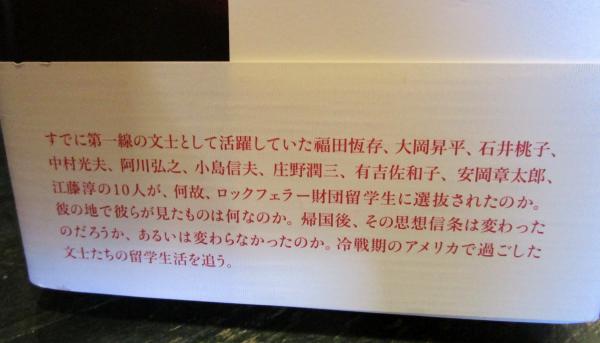 すでに第一線の文士として活躍していた福田恆存、大岡昇平、石井桃子、
中村光夫、阿川弘之、小島信夫、庄野潤三、有吉佐和子、安岡章太郎、
江藤淳の10人が、何故、ロックフェラー財団留学生に選抜されたのか。
彼の地で彼らが見たものは何なのか。帰国後、その思想信条は変わった
のだろうか、あるいは変わらなかったのか。冷戦期のアメリカで過ごした
文士たちの留学生活を追う。